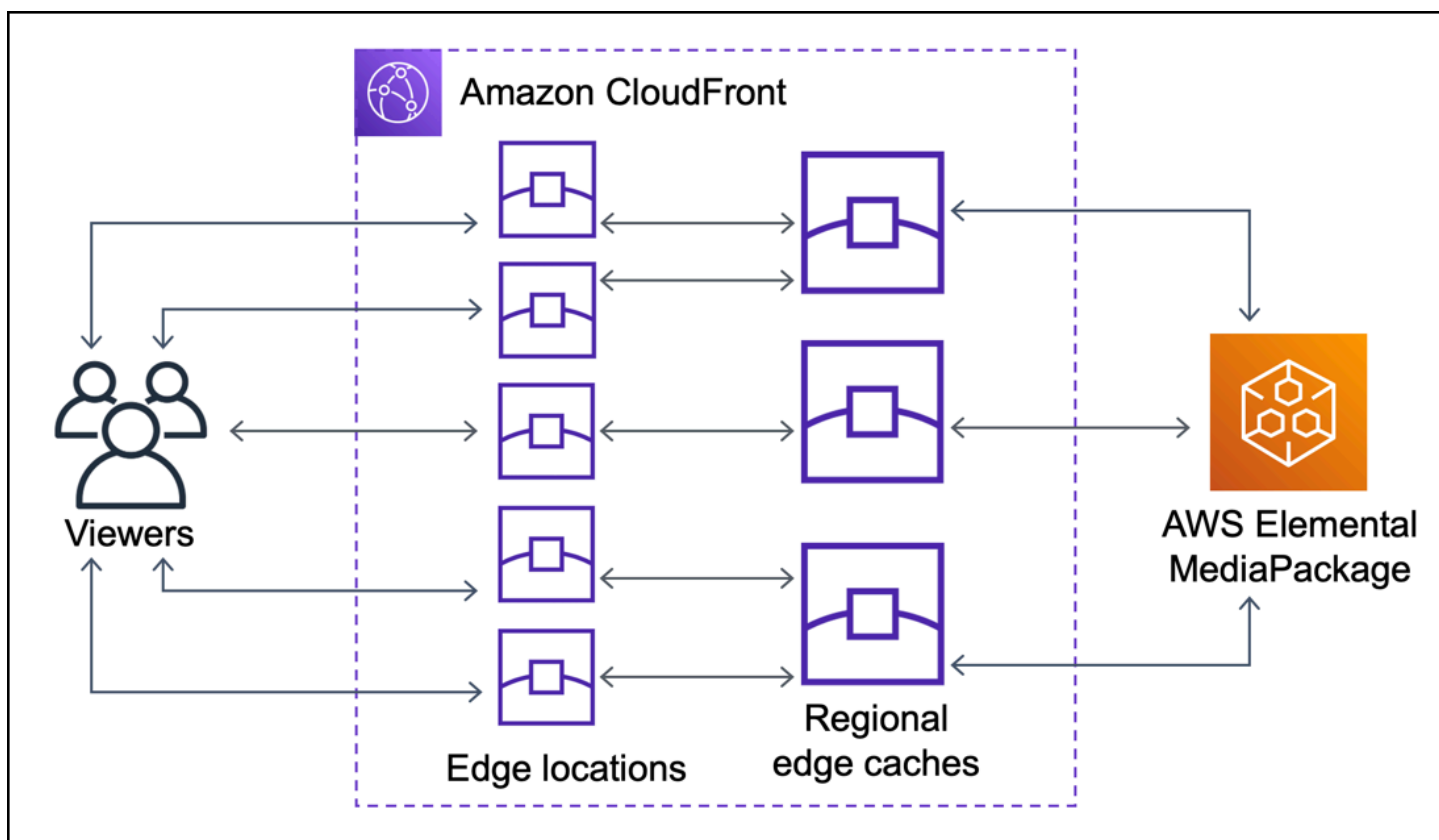 Amazon CloudFront
Viewers
Edge locations
Regional
edge caches
AWS Elemental
MediaPackage